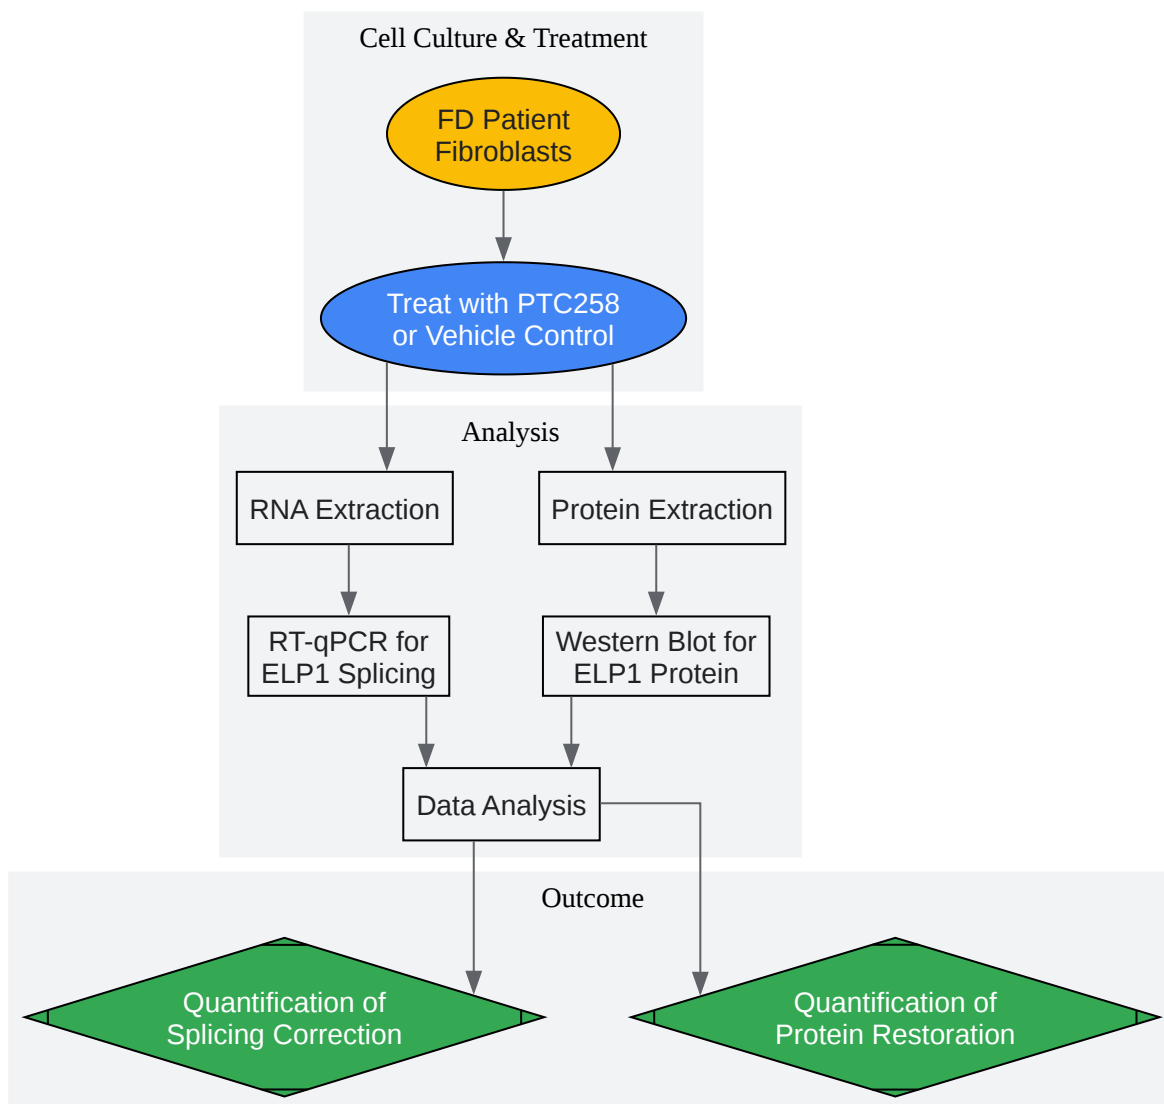 Cell Culture & Treatment
FD Patient
Fibroblasts
Treat with PTC258
or Vehicle Control
Analysis
RNA Extraction
Protein Extraction
RT-qPCR for
ELP1 Splicing
Western Blot for
ELP1 Protein
Data Analysis
Outcome
Quantification of
Splicing Correction
Quantification of
Protein Restoration